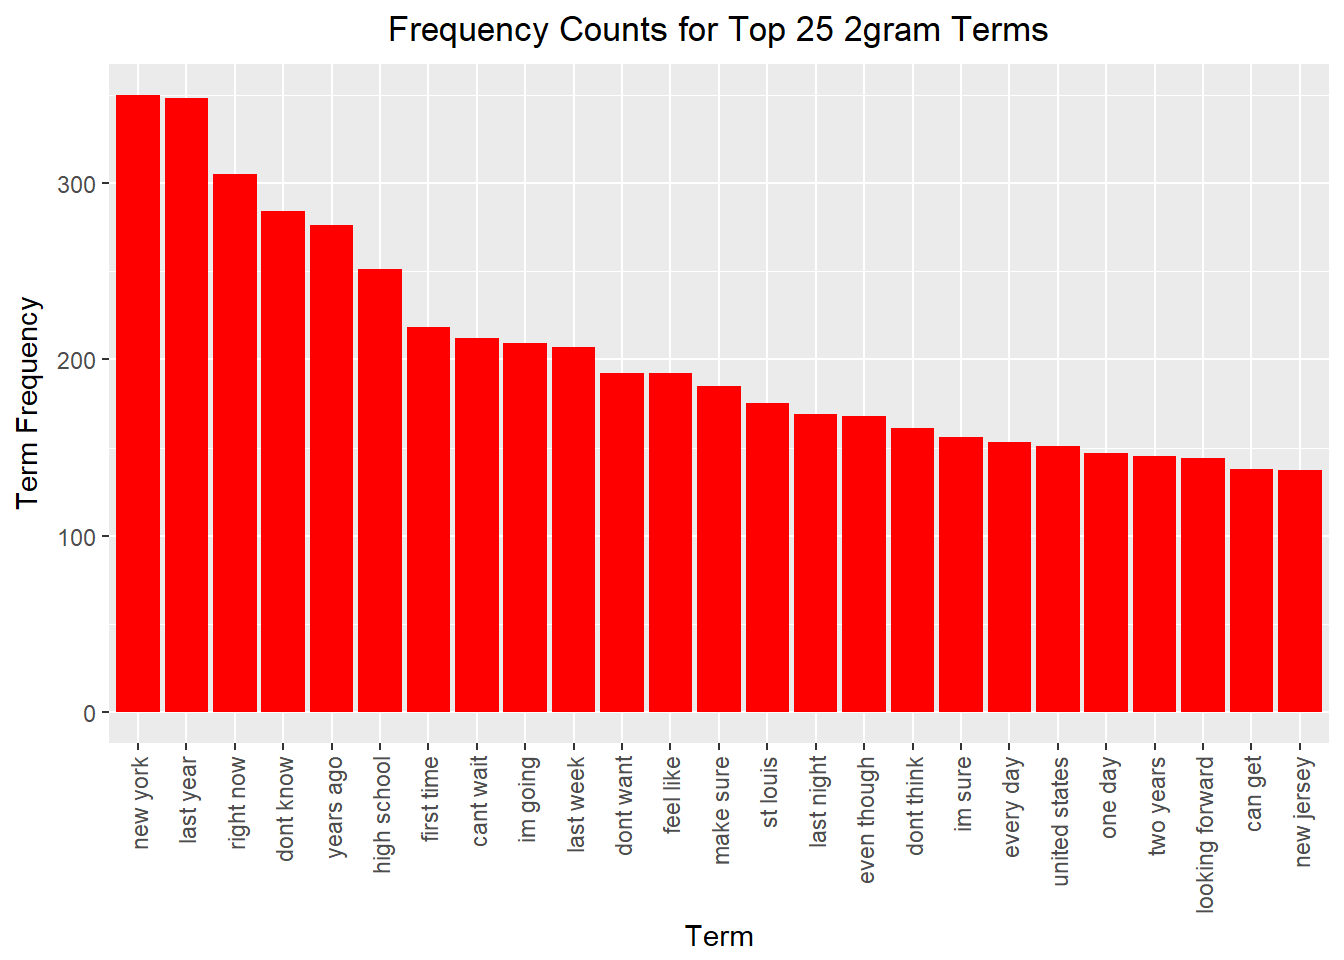 Frequency Counts for Top 25 2gram Terms
Term Frequency
300
200
100
0
new york
last year
right now
dont know
years ago
high school
first time
cant wait
im going
last week
dont want
feel like
make sure
st louis
last night
even though
dont think
im sure
every day
united states
one day
two years
looking forward
can get
new jersey
Term